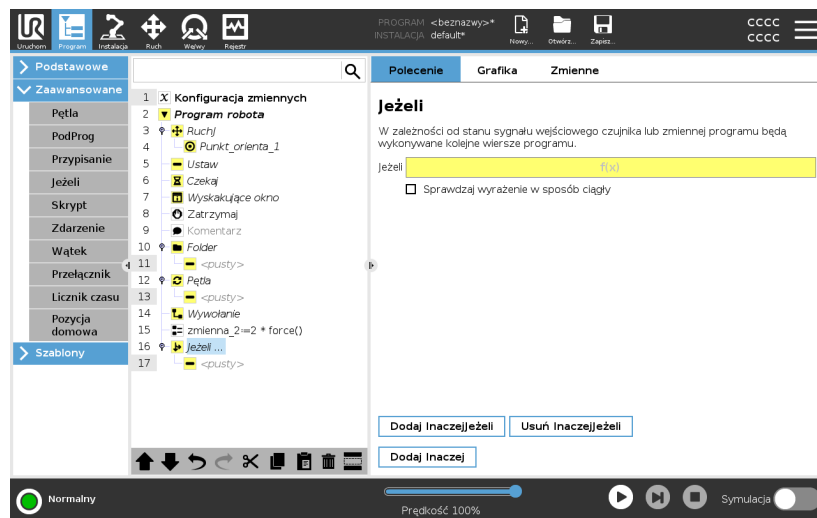 UR
Uruchom
Program
Instalacja
Ruch
We/wy
Rejestr
PROGRAM <beznazwy>*
INSTALACJA default*
Nowy...
Otwórz...
Zapisz...
CCCC
CCCC
Podstawowe
Zaawansowane
Pętla
PodProg
Przypisanie
Jeżeli
Skrypt
Zdarzenie
Wątek
Przełącznik
Licznik czasu
Pozycja
domowa
Szablony
1 X Konfiguracja zmiennych
2 Program robota
3 RuchJ
4 Punkt_orienta_1
5 Ustaw
6 Czekaj
7 Wyskakujące okno
8 Zatrzymaj
9 Komentarz
10 Folder
11 <pusty>
12 Pętla
13 <pusty>
14 Wywołanie
15 zmienna_2≔2 * force()
16 Jeżeli ...
17 <pusty>
Polecenie Grafika Zmienne
Jeżeli
W zależności od stanu sygnału wejściowego czujnika lub zmiennej programu będą
wykonywane kolejne wiersze programu.
Jeżeli f(x)
Sprawdzaj wyrażenie w sposób ciągły
Dodaj InaczejJeżeli Usuń InaczejJeżeli
Dodaj Inaczej
Normalny
Prędkość 100%
Symulacja